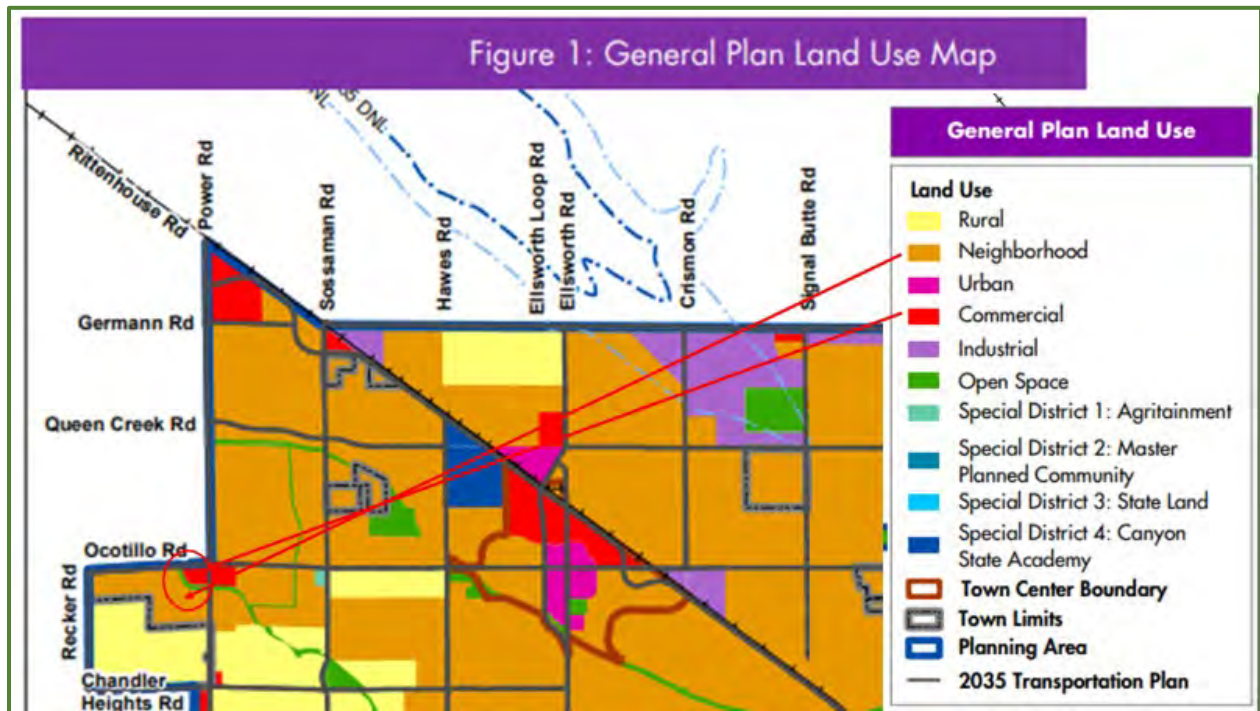 Figure 1: General Plan Land Use Map
65 DNL
NL
Rittenhouse Rd
Power Rd
Sossaman Rd
Hawes Rd
Ellsworth Loop Rd
Ellsworth Rd
Crismon Rd
Signal Butte Rd
Germann Rd
Queen Creek Rd
Ocotillo Rd
Recker Rd
Chandler
Heights Rd
General Plan Land Use
Land Use
Rural
Neighborhood
Urban
Commercial
Industrial
Open Space
Special District 1: Agritainment
Special District 2: Master
Planned Community
Special District 3: State Land
Special District 4: Canyon
State Academy
Town Center Boundary
Town Limits
Planning Area
2035 Transportation Plan